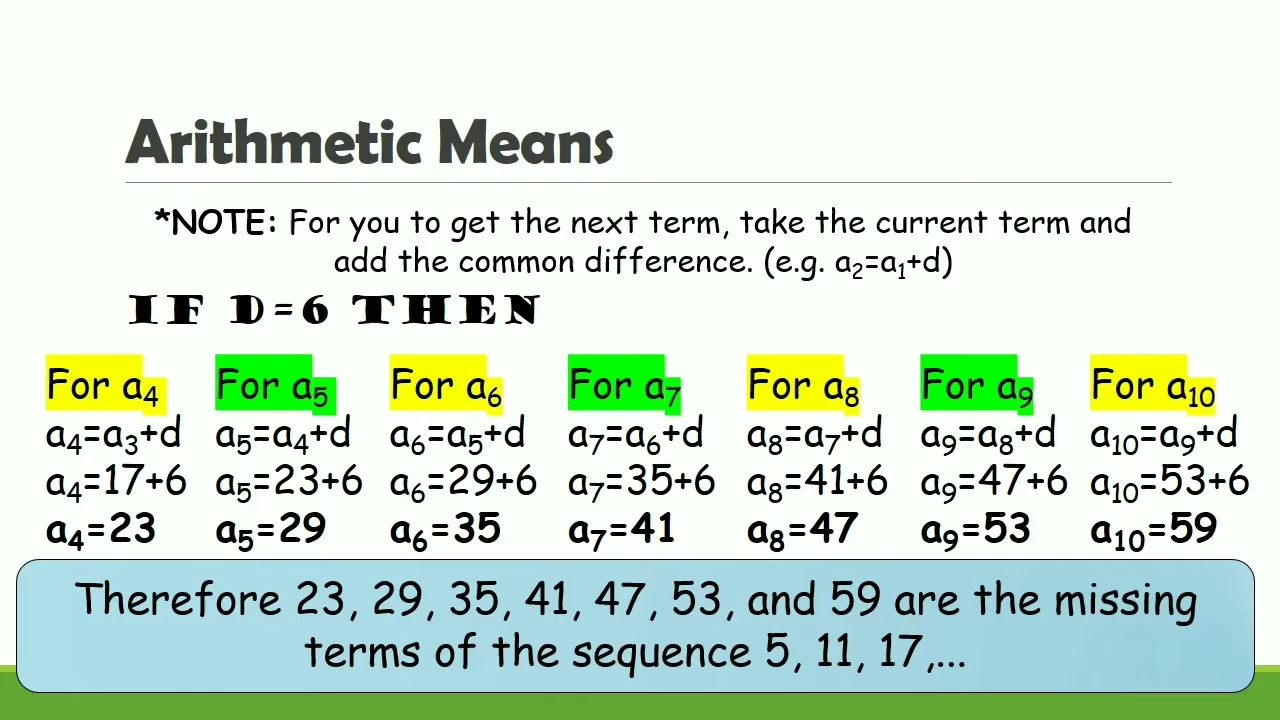 Arithmetic Means
*NOTE: For you to get the next term, take the current term and
add the common difference. (e.g. a₂=a₁+d)
IF D=6 THEN
For a₄ For a₅ For a₆ For a₇ For a₈ For a₉ For a₁₀
a₄=a₃+d a₅=a₄+d a₆=a₅+d a₇=a₆+d a₈=a₇+d a₉=a₈+d a₁₀=a₉+d
a₄=17+6 a₅=23+6 a₆=29+6 a₇=35+6 a₈=41+6 a₉=47+6 a₁₀=53+6
a₄=23 a₅=29 a₆=35 a₇=41 a₈=47 a₉=53 a₁₀=59
Therefore 23, 29, 35, 41, 47, 53, and 59 are the missing
terms of the sequence 5, 11, 17,...